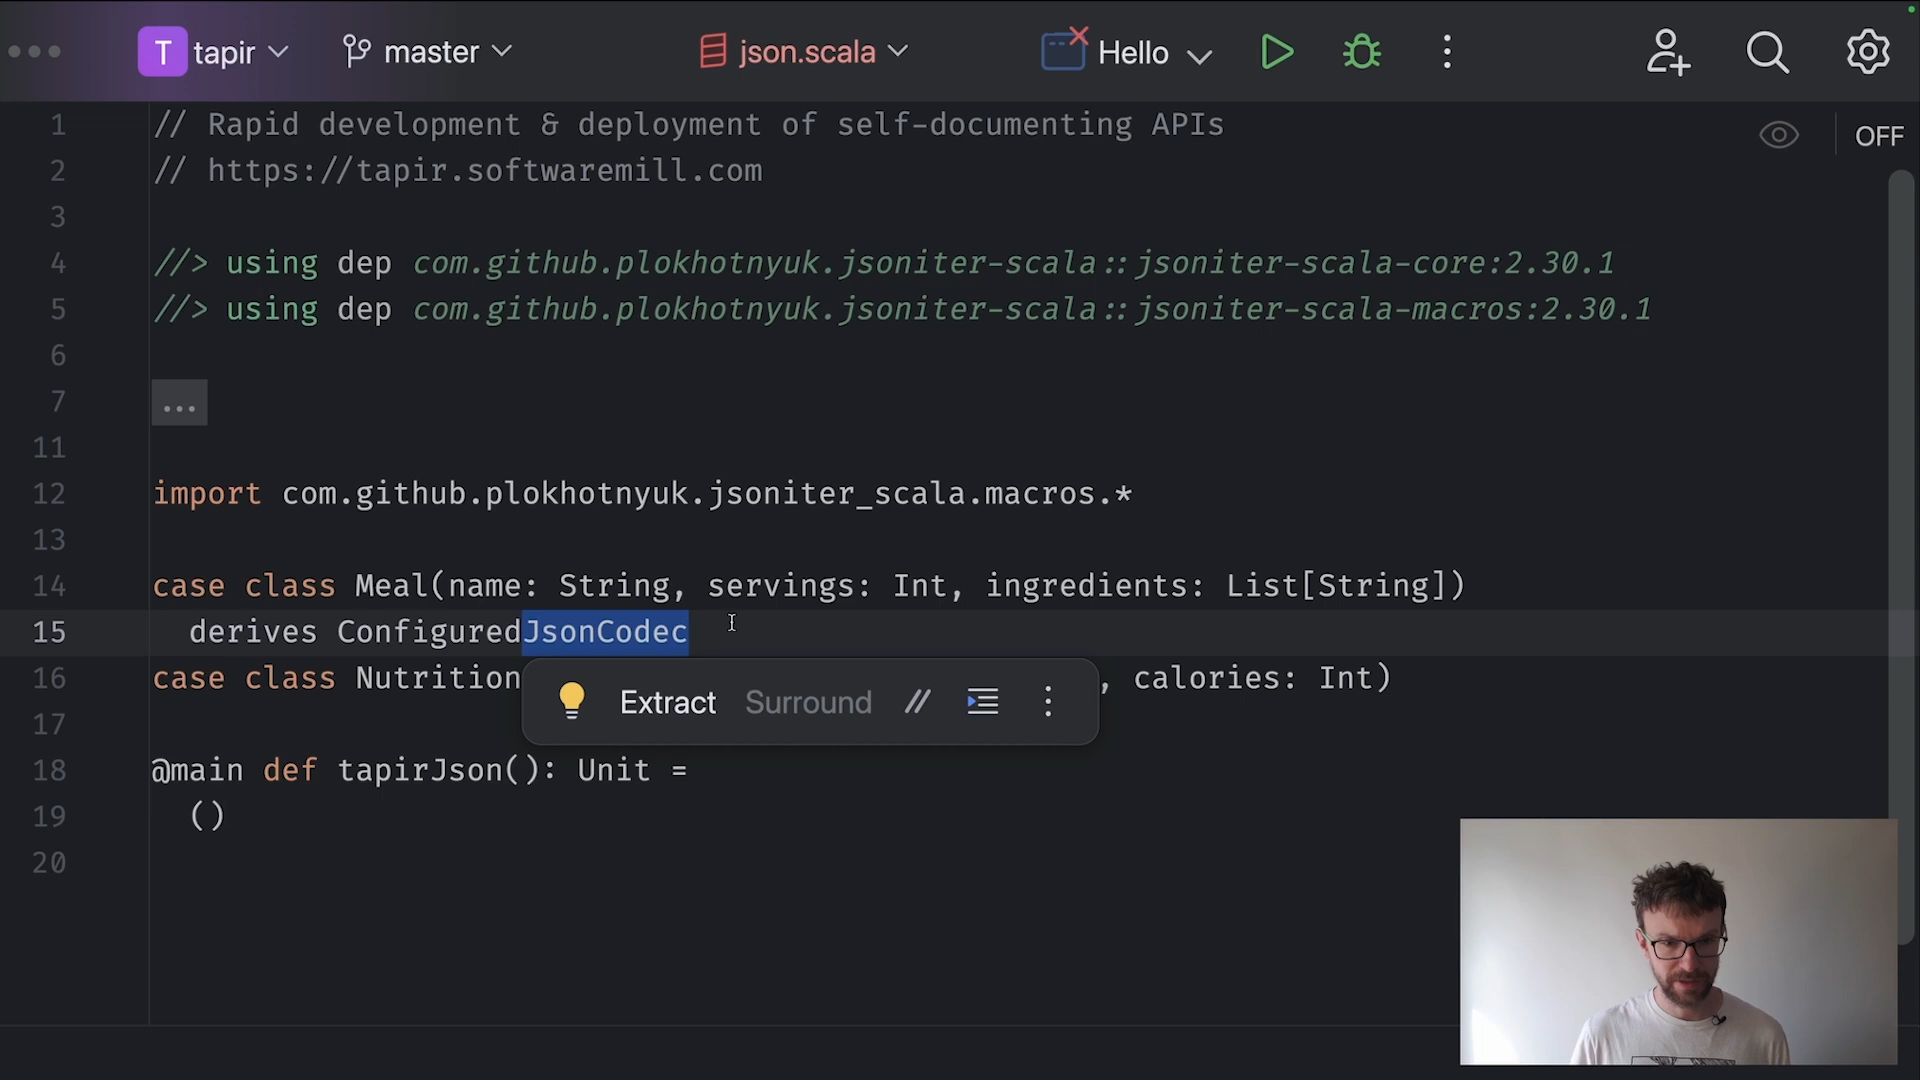 T tapir master json.scala Hello
1 // Rapid development & deployment of self-documenting APIs
OFF
2 // https://tapir.softwaremill.com
3
4 //> using dep com.github.plokhotnyuk.jsoniter-scala::jsoniter-scala-core:2.30.1
5 //> using dep com.github.plokhotnyuk.jsoniter-scala::jsoniter-scala-macros:2.30.1
6
7 ...
11
12 import com.github.plokhotnyuk.jsoniter_scala.macros.*
13
14 case class Meal(name: String, servings: Int, ingredients: List[String])
15 derives ConfiguredJsonCodec
16 case class Nutrition , calories: Int)
Extract Surround //
17
18 @main def tapirJson(): Unit =
19 ()
20